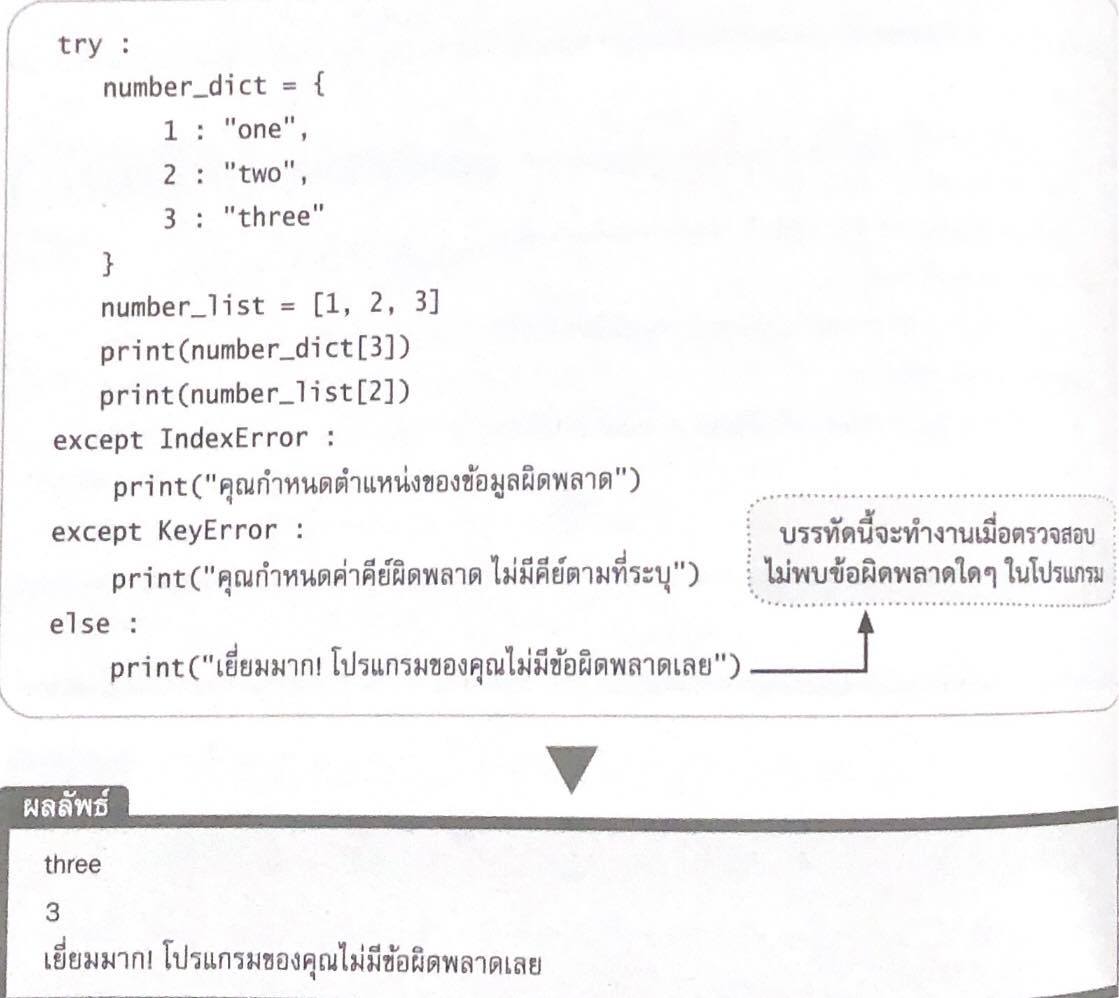 try :
    number_dict = {
        1 : "one",
        2 : "two",
        3 : "three"
    }
    number_list = [1, 2, 3]
    print(number_dict[3])
    print(number_list[2])
except IndexError :
    print("คุณกำหนดตำแหน่งของข้อมูลผิดพลาด")
except KeyError :
    print("คุณกำหนดค่าคีย์ผิดพลาด ไม่มีคีย์ตามที่ระบุ")
else :
    print("เยี่ยมมาก! โปรแกรมของคุณไม่มีข้อผิดพลาดเลย")
บรรทัดนี้จะทำงานเมื่อตรวจสอบ
ไม่พบข้อผิดพลาดใดๆ ในโปรแกรม
ผลลัพธ์
three
3
เยี่ยมมาก! โปรแกรมของคุณไม่มีข้อผิดพลาดเลย